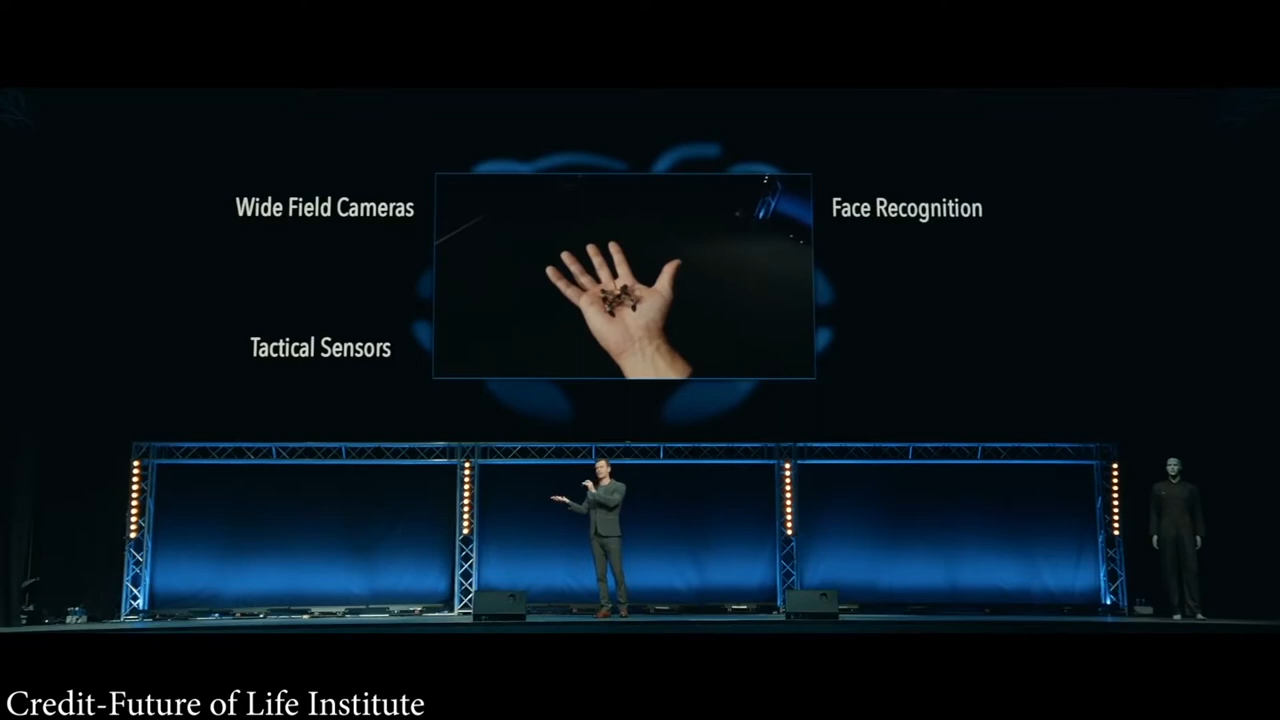 Wide Field Cameras
Face Recognition
Tactical Sensors
Credit-Future of Life Institute